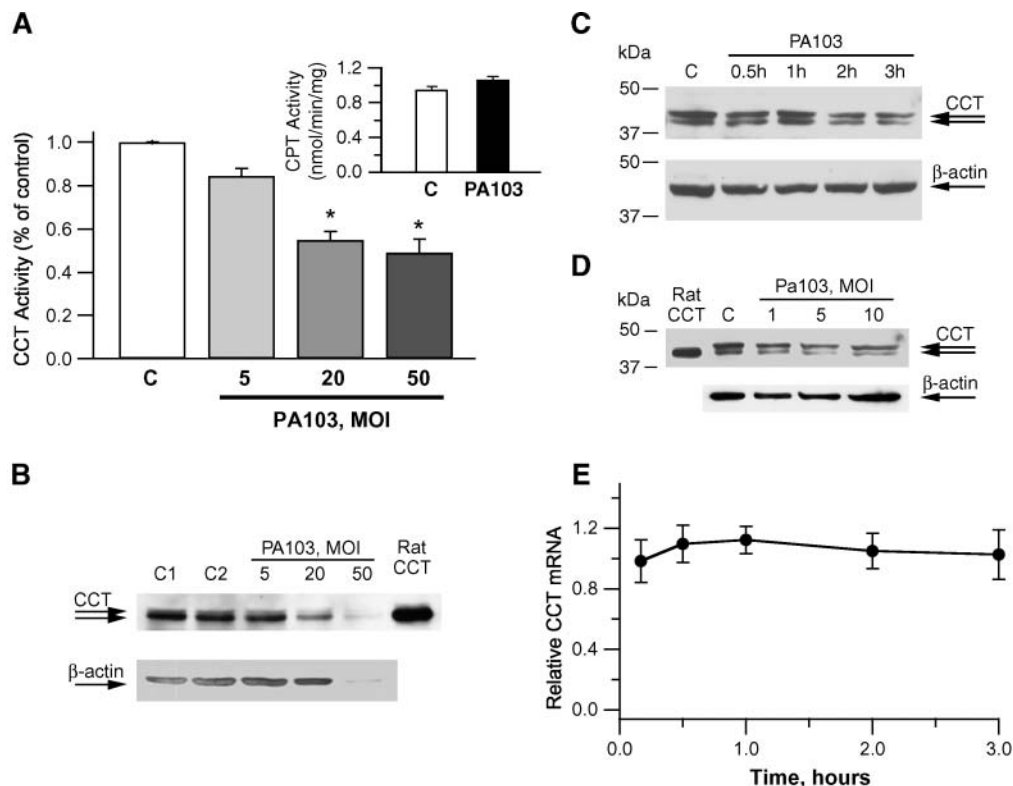 A
CCT Activity (% of control)
1.0
0.8
0.6
0.4
0.2
0.0
*
*
C
5
20
50
PA103, MOI
CPT Activity
(nmol/min/mg)
1.2
0.8
0.4
0.0
C
PA103
B
PA103, MOI
Rat
C1
C2
5
20
50
CCT
CCT
β-actin
C
kDa
PA103
C
0.5h
1h
2h
3h
50
CCT
37
50
β-actin
37
D
kDa
Rat
CCT
Pa103, MOI
C
1
5
10
50
CCT
37
β-actin
E
Relative CCT mRNA
1.2
0.8
0.4
0.0
0.0
1.0
2.0
3.0
Time, hours